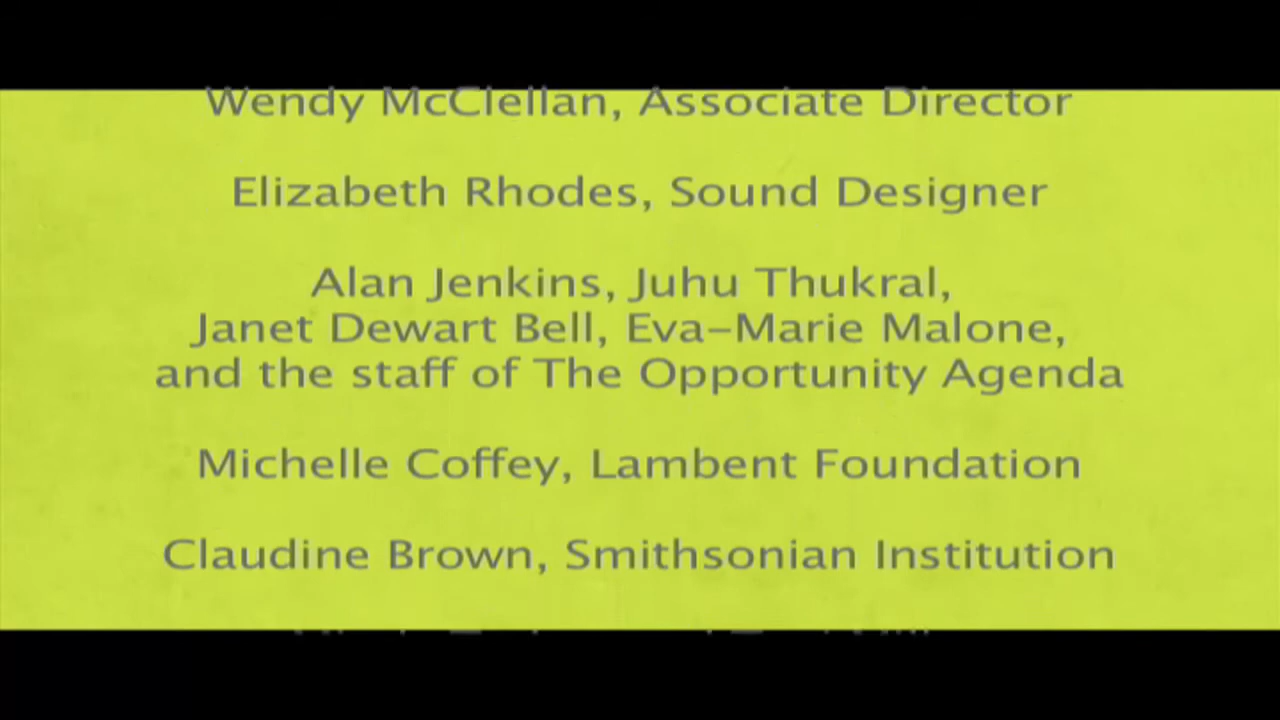 Wendy McClellan, Associate Director
Elizabeth Rhodes, Sound Designer
Alan Jenkins, Juhu Thukral,
Janet Dewart Bell, Eva–Marie Malone,
and the staff of The Opportunity Agenda
Michelle Coffey, Lambent Foundation
Claudine Brown, Smithsonian Institution